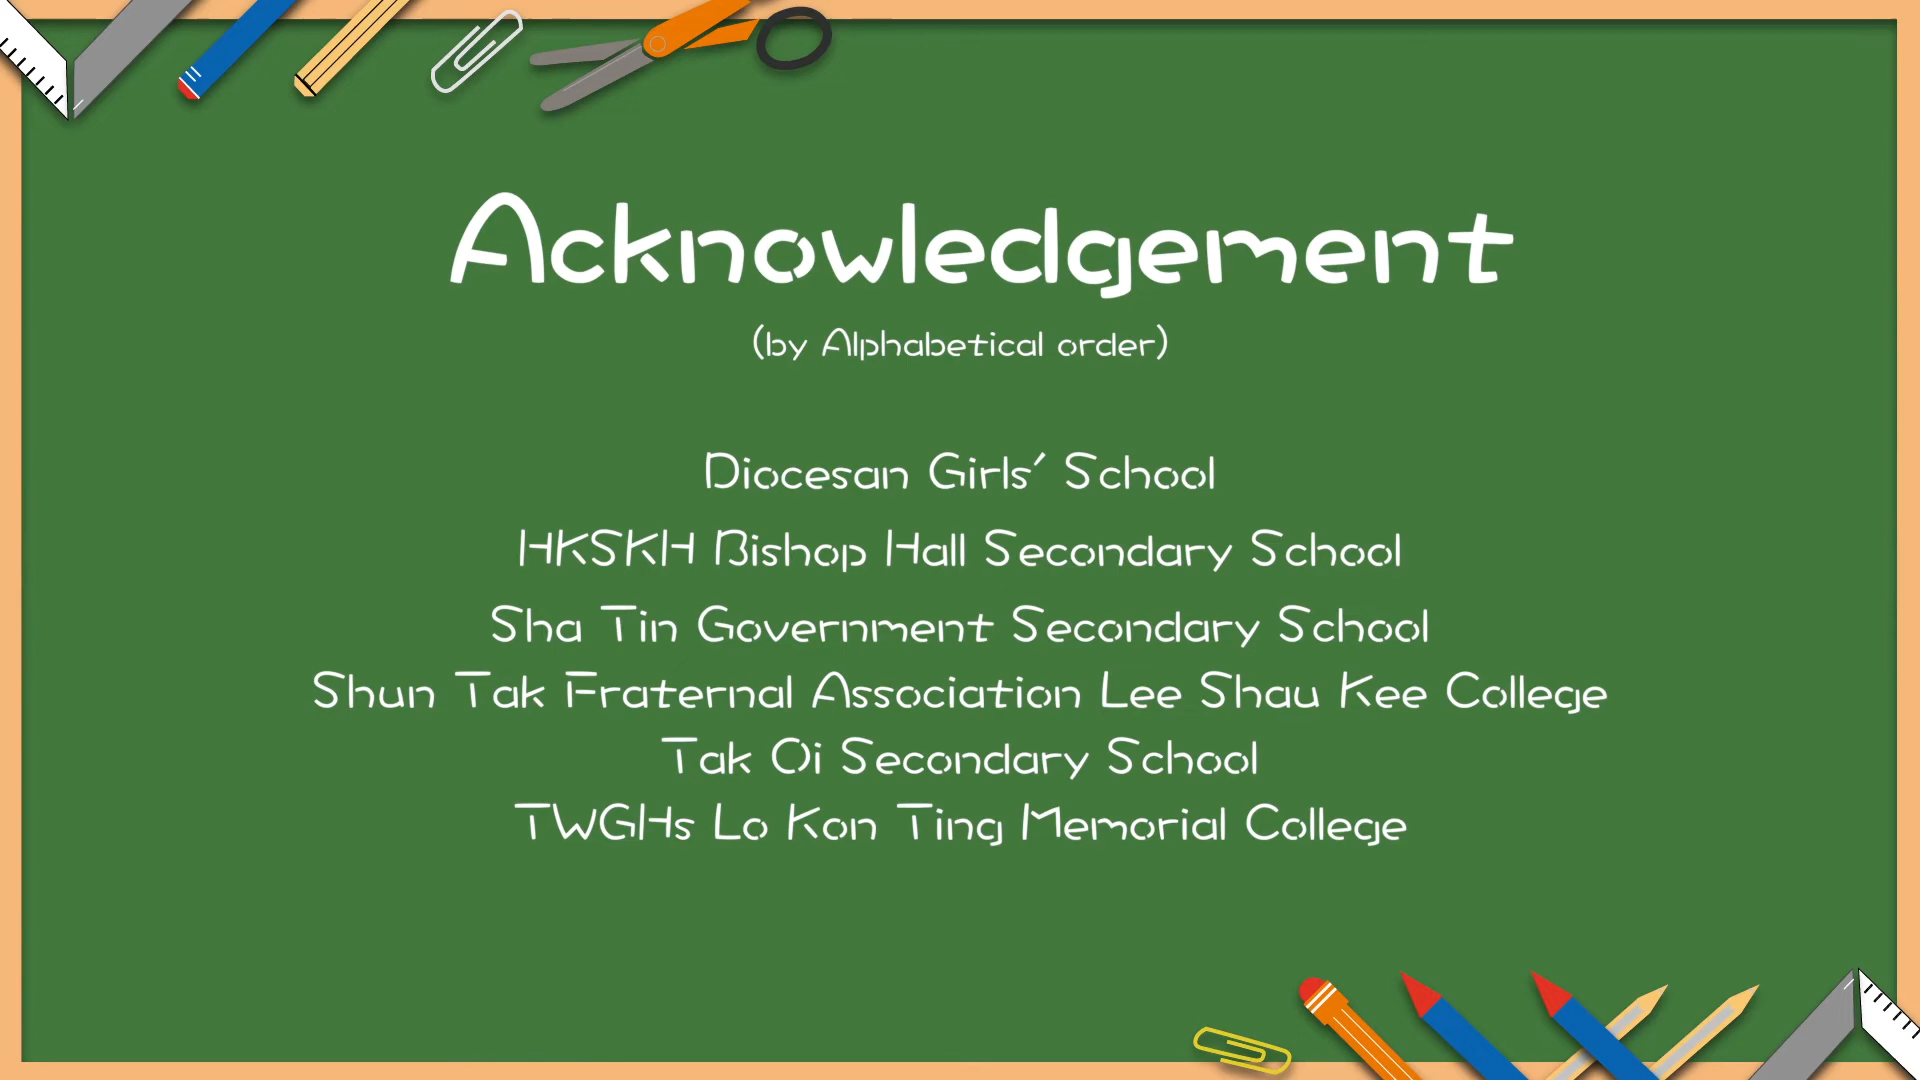 Acknowledgement
(by Alphabetical order)
Diocesan Girls’ School
HKSKH Bishop Hall Secondary School
Sha Tin Government Secondary School
Shun Tak Fraternal Association Lee Shau Kee College
Tak Oi Secondary School
TWGHs Lo Kon Ting Memorial College